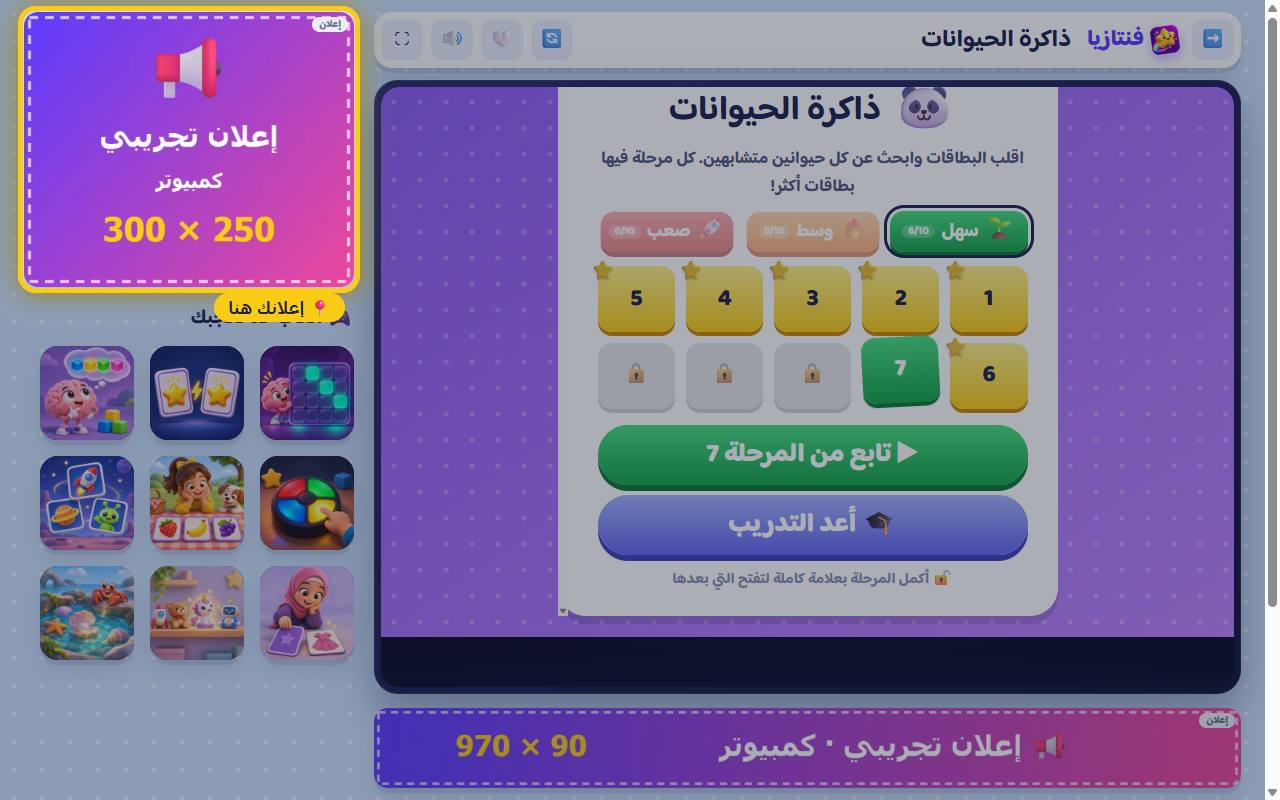 فنتازيا
ذاكرة الحيوانات
ذاكرة الحيوانات
اقلب البطاقات وابحث عن كل حيوانين متشابهين. كل مرحلة فيها
بطاقات أكثر!
سهل 6/10
وسط 0/10
صعب 0/10
1 2 3 4 5
6 7
تابع من المرحلة 7
أعد التدريب
أكمل المرحلة بعلامة كاملة لتفتح التي بعدها
إعلان
إعلان تجريبي · كمبيوتر
970 × 90
إعلان
إعلان تجريبي
كمبيوتر
300 × 250
إعلانك هنا